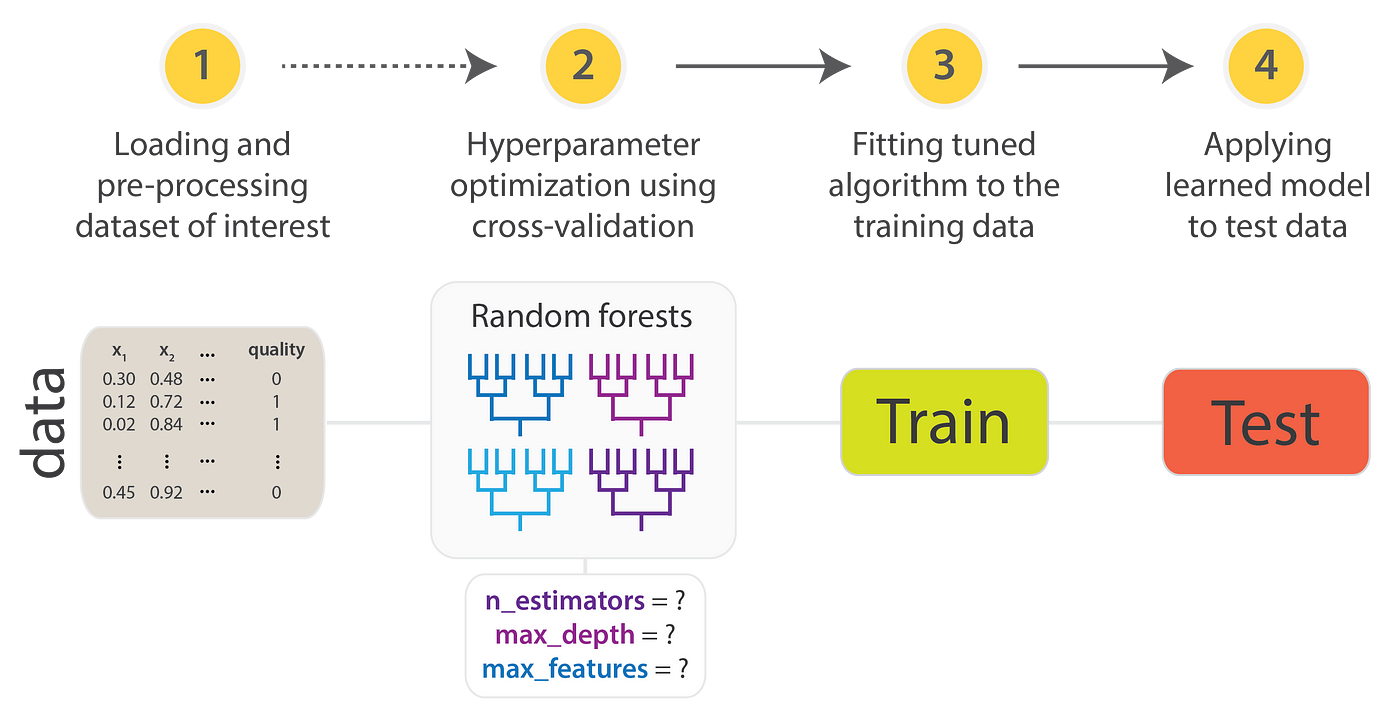 1
2
3
4
Loading and
pre-processing
dataset of interest
Hyperparameter
optimization using
cross-validation
Fitting tuned
algorithm to the
training data
Applying
learned model
to test data
data
x1 x2 ... quality
0.30 0.48 ... 0
0.12 0.72 ... 1
0.02 0.84 ... 1
⋮ ⋮ ... ⋮
0.45 0.92 ... 0
Random forests
n_estimators = ?
max_depth = ?
max_features = ?
Train
Test